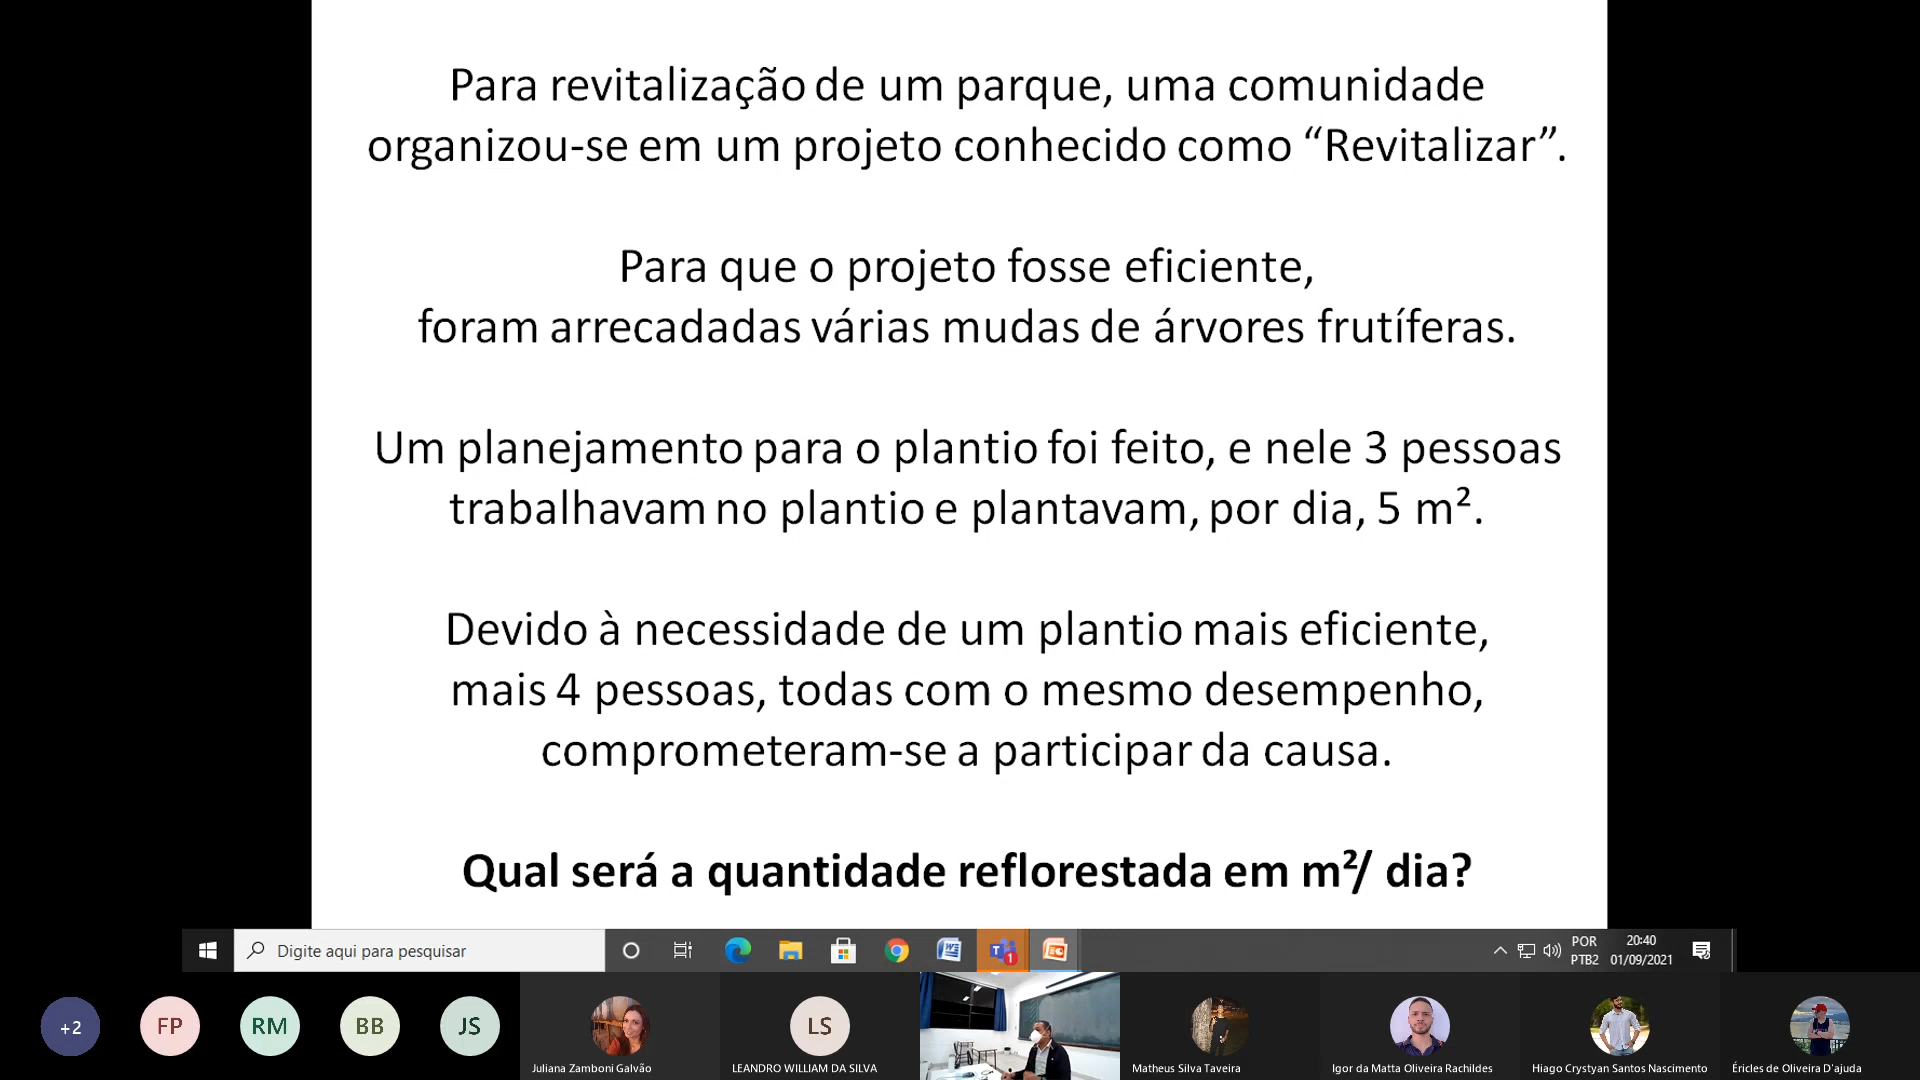 Para revitalização de um parque, uma comunidade
organizou-se em um projeto conhecido como “Revitalizar”.
Para que o projeto fosse eficiente,
foram arrecadadas várias mudas de árvores frutíferas.
Um planejamento para o plantio foi feito, e nele 3 pessoas
trabalhavam no plantio e plantavam, por dia, 5 m².
Devido à necessidade de um plantio mais eficiente,
mais 4 pessoas, todas com o mesmo desempenho,
comprometeram-se a participar da causa.
Qual será a quantidade reflorestada em m²/ dia?
Digite aqui para pesquisar
1
POR
PTB2
20:40
01/09/2021
+2
FP
RM
BB
JS
Juliana Zamboni Galvão
LS
LEANDRO WILLIAM DA SILVA
Matheus Silva Taveira
Igor da Matta Oliveira Rachildes
Hiago Crystyan Santos Nascimento
Éricles de Oliveira D'ajuda